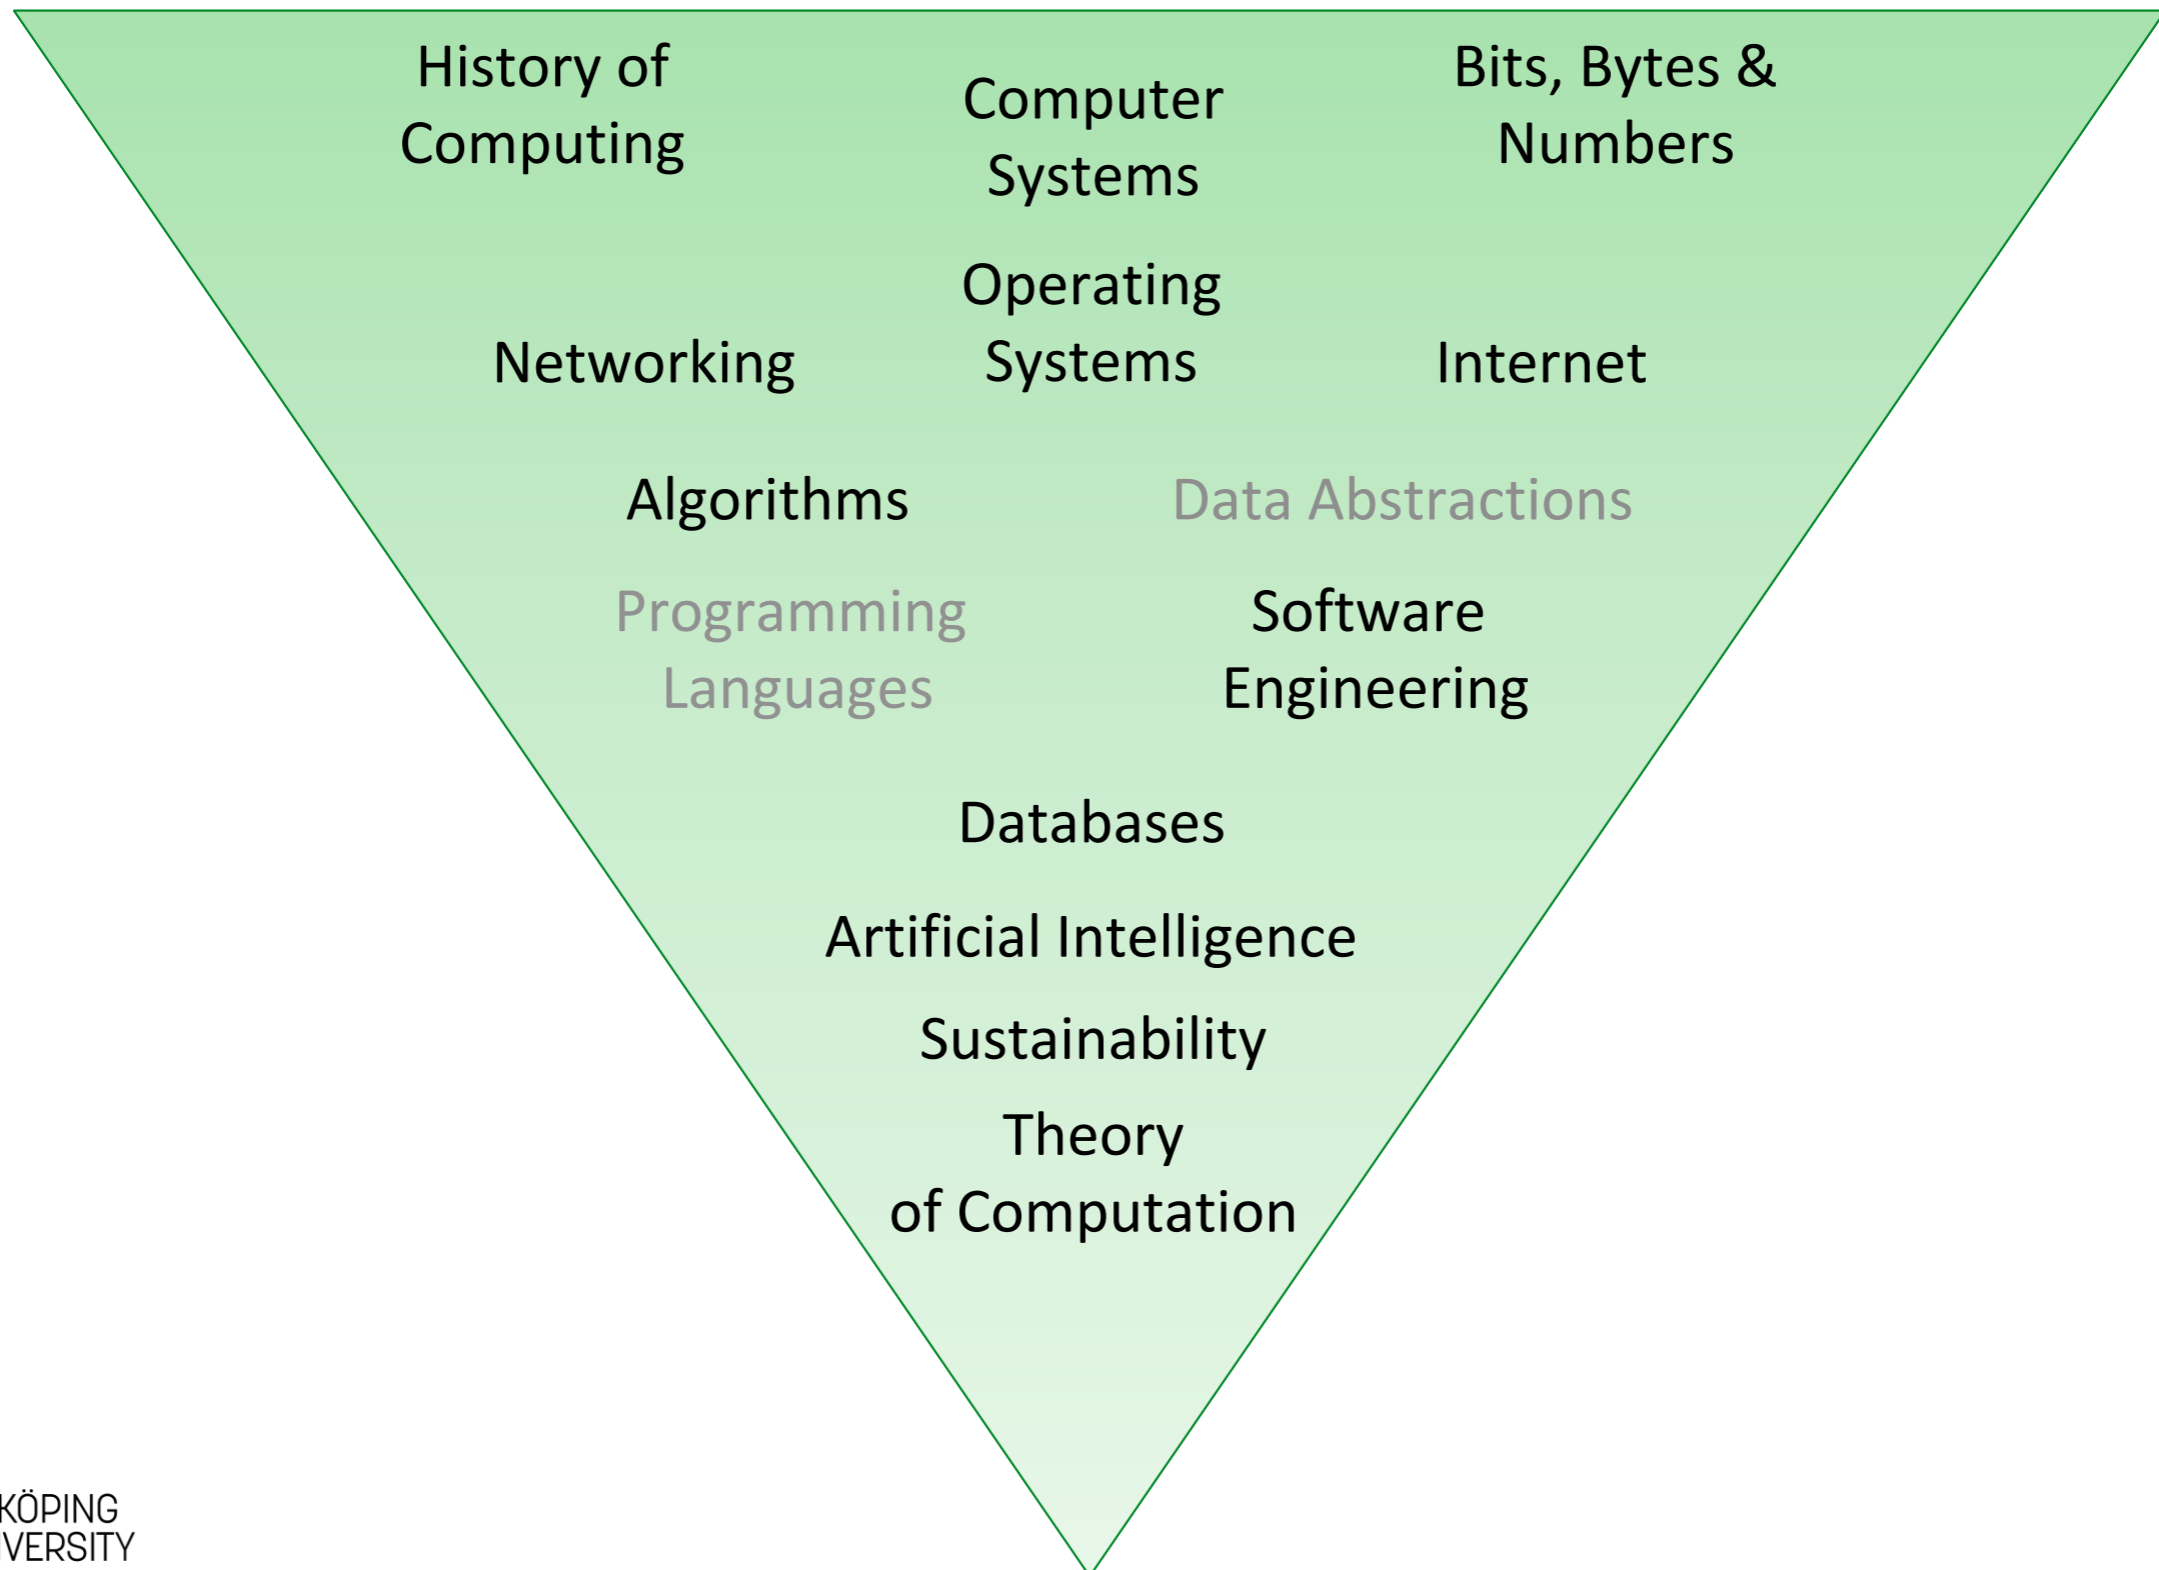 History of
Computing
Computer
Systems
Bits, Bytes &
Numbers
Networking
Operating
Systems
Internet
Algorithms
Data Abstractions
Programming
Languages
Software
Engineering
Databases
Artificial Intelligence
Sustainability
Theory
of Computation
KÖPING
VERSITY